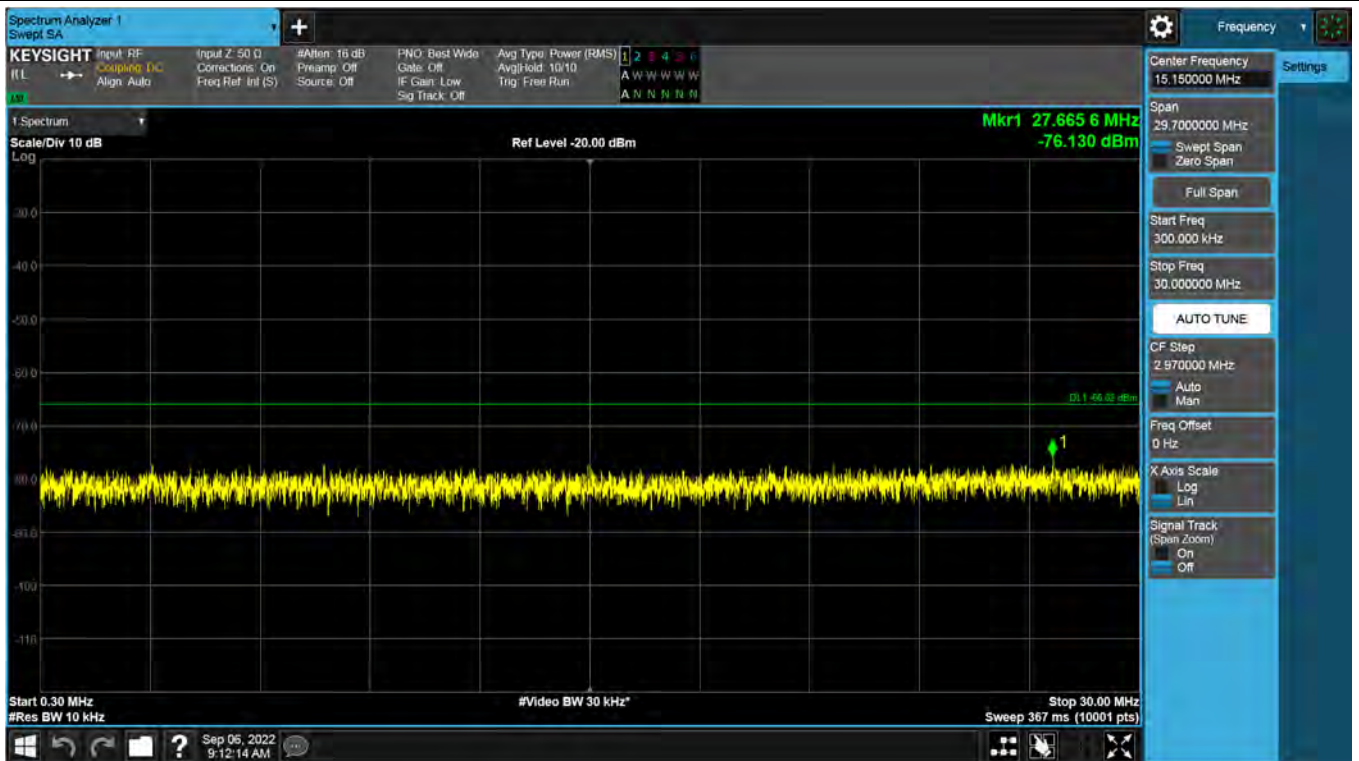 Spectrum Analyzer 1
Swept SA
Frequency
KEYSIGHT
Input: RF
Coupling: DC
Align: Auto
Input Z: 50 Ω
Corrections: On
Freq Ref: Int (S)
#Atten: 16 dB
Preamp: Off
Source: Off
PNO: Best Wide
Gate: Off
IF Gain: Low
Sig Track: Off
Avg Type: Power (RMS)
Avg|Hold: 10/10
Trig: Free Run
1 2 3 4 5 6
A W W W W W
A N N N N N
1 Spectrum
Scale/Div 10 dB
Log
Ref Level -20.00 dBm
Mkr1 27.665 6 MHz
-76.130 dBm
-30.0
-40.0
-50.0
-60.0
-70.0
-80.0
-90.0
-100
-110
DL1 -66.02 dBm
1
Start 0.30 MHz
#Res BW 10 kHz
#Video BW 30 kHz*
Stop 30.00 MHz
Sweep 367 ms (10001 pts)
Center Frequency
15.150000 MHz
Settings
Span
29.7000000 MHz
Swept Span
Zero Span
Full Span
Start Freq
300.000 kHz
Stop Freq
30.000000 MHz
AUTO TUNE
CF Step
2.970000 MHz
Auto
Man
Freq Offset
0 Hz
X Axis Scale
Log
Lin
Signal Track
(Span Zoom)
On
Off
Sep 06, 2022
9:12:14 AM